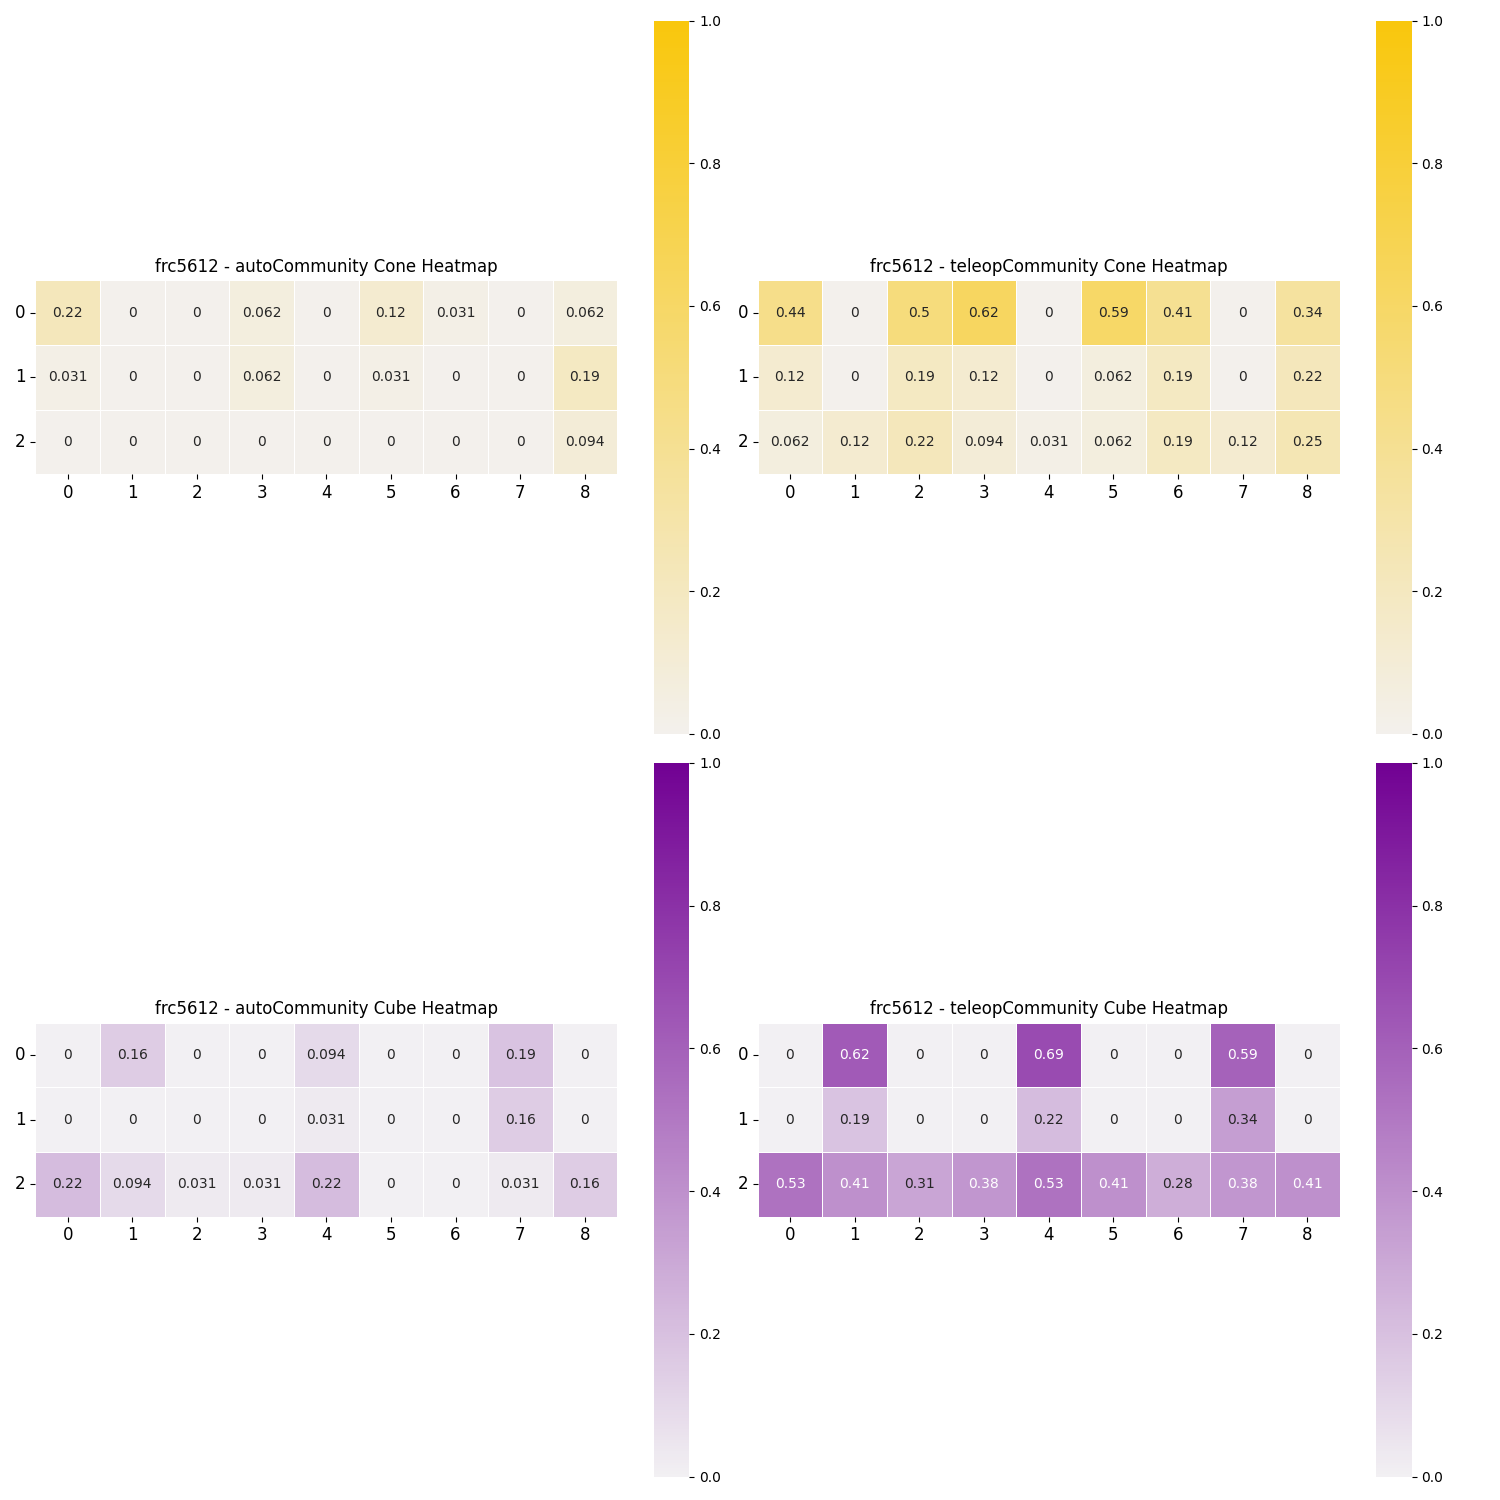 frc5612 - autoCommunity Cone Heatmap
0 0.22 0 0 0.062 0 0.12 0.031 0 0.062
1 0.031 0 0 0.062 0 0.031 0 0 0.19
2 0 0 0 0 0 0 0 0 0.094
0 1 2 3 4 5 6 7 8
1.0
0.8
0.6
0.4
0.2
0.0
frc5612 - teleopCommunity Cone Heatmap
0 0.44 0 0.5 0.62 0 0.59 0.41 0 0.34
1 0.12 0 0.19 0.12 0 0.062 0.19 0 0.22
2 0.062 0.12 0.22 0.094 0.031 0.062 0.19 0.12 0.25
0 1 2 3 4 5 6 7 8
1.0
0.8
0.6
0.4
0.2
0.0
frc5612 - autoCommunity Cube Heatmap
0 0 0.16 0 0 0.094 0 0 0.19 0
1 0 0 0 0 0.031 0 0 0.16 0
2 0.22 0.094 0.031 0.031 0.22 0 0 0.031 0.16
0 1 2 3 4 5 6 7 8
1.0
0.8
0.6
0.4
0.2
0.0
frc5612 - teleopCommunity Cube Heatmap
0 0 0.62 0 0 0.69 0 0 0.59 0
1 0 0.19 0 0 0.22 0 0 0.34 0
2 0.53 0.41 0.31 0.38 0.53 0.41 0.28 0.38 0.41
0 1 2 3 4 5 6 7 8
1.0
0.8
0.6
0.4
0.2
0.0